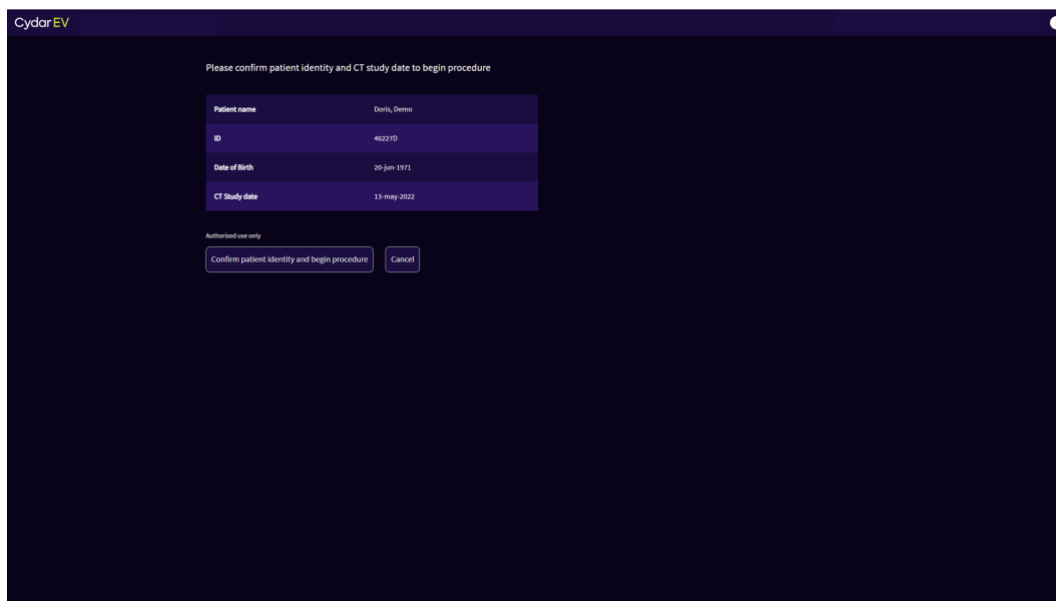 CydarEV
Please confirm patient identity and CT study date to begin procedure
Patient name Doris, Demo
ID 46227D
Date of Birth 20-jun-1971
CT Study date 13-may-2022
Authorised use only
Confirm patient identity and begin procedure Cancel